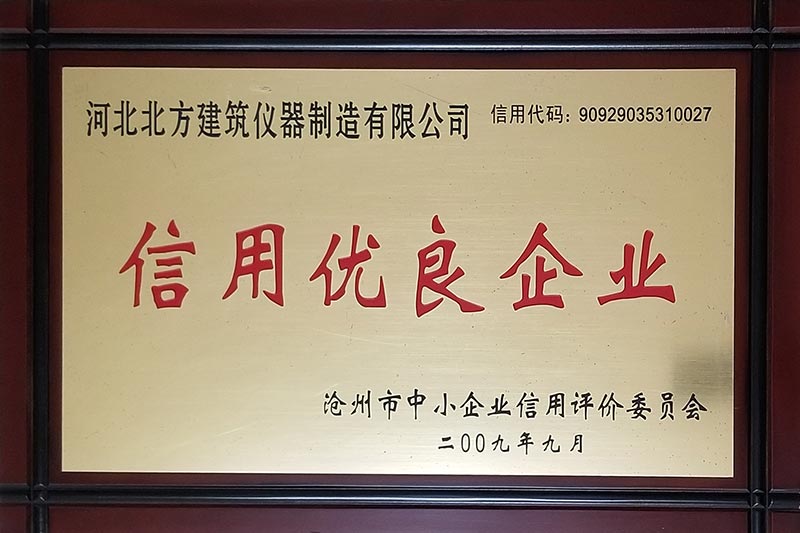 河北北方建筑仪器制造有限公司 信用代码：90929035310027
信用优良企业
沧州市中小企业信用评价委员会
二00九年九月